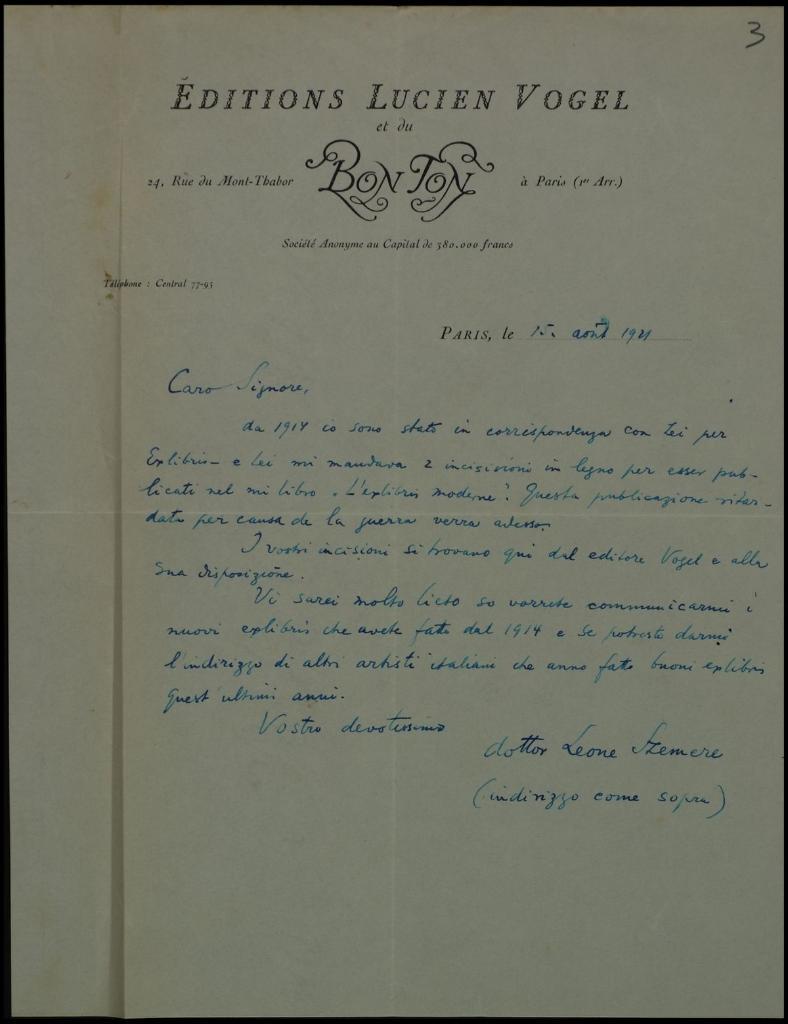 3
ÉDITIONS LUCIEN VOGEL
et du
BON TON
24, Rue du Mont-Thabor
à Paris (1er Arr.)
Société Anonyme au Capital de 380.000 francs
Téléphone : Central 77-95
PARIS, le 15. août 1921
Caro Signore,
da 1914 io sono stato in correspondenza con Lei per
Exlibris – e Lei mi mandava 2 incisioni in legno per esser pub-
licati nel mi libro "L'exlibris moderne". Questa publicazione ritar-
data per causa de la guerra verra adesso.
I vostri incisioni si trovano qui dal editore Vogel e alla
Sua disposizione.
Vi sarei molto lieto so vorrete communicarmi i
nuovi exlibris che avete fatto dal 1914 e se potreste darmi
l'indirizzo di altri artisti italiani che anno fatto buoni exlibris
quest'ultimi anni.
Vostro devotissimo
dottor Leone Szemere
(indirizzo come sopra)